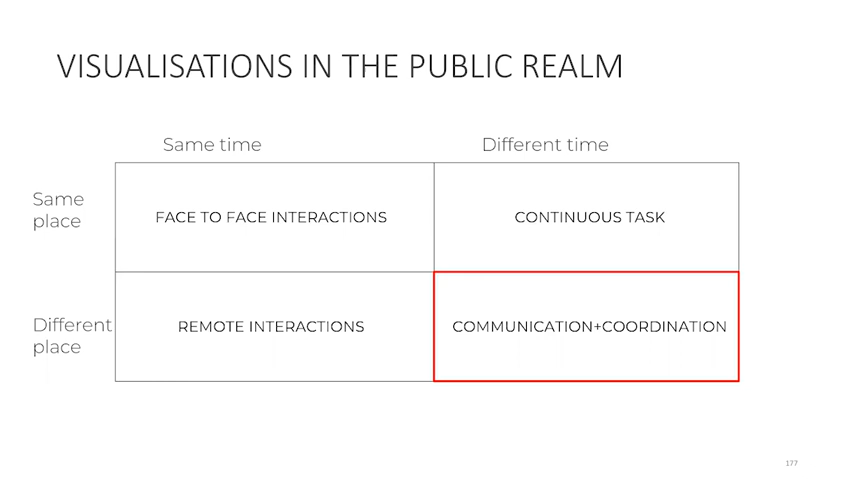 VISUALISATIONS IN THE PUBLIC REALM
Same time
Different time
Same
place
FACE TO FACE INTERACTIONS
CONTINUOUS TASK
Different
place
REMOTE INTERACTIONS
COMMUNICATION+COORDINATION
177